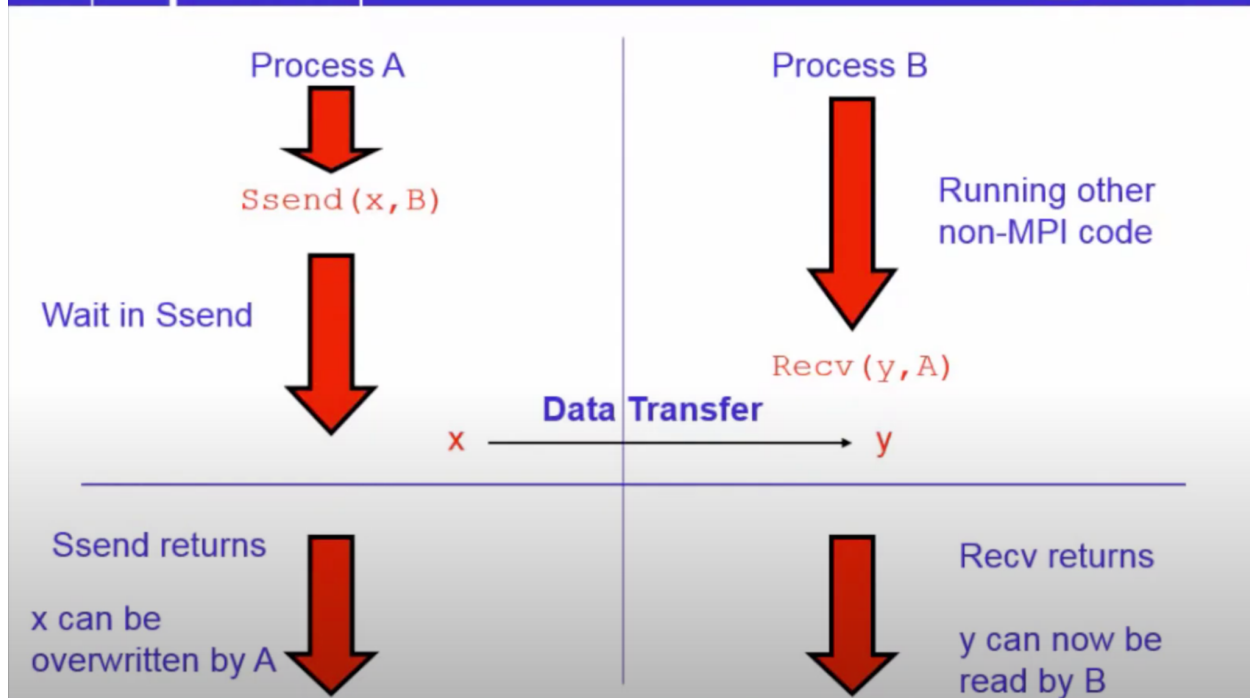 Process A
Process B
Ssend(x,B)
Running other
non-MPI code
Wait in Ssend
Recv(y,A)
Data Transfer
x
y
Ssend returns
x can be
overwritten by A
Recv returns
y can now be
read by B